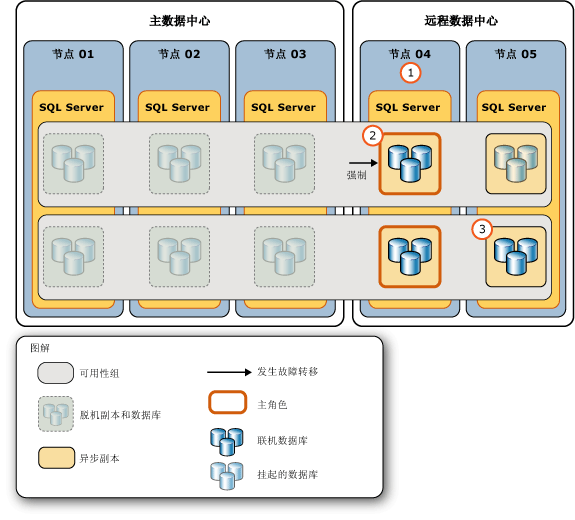 主数据中心
远程数据中心
节点 01
节点 02
节点 03
节点 04
节点 05
1
SQL Server
SQL Server
SQL Server
SQL Server
SQL Server
2
强制
3
图解
可用性组
发生故障转移
脱机副本和数据库
主角色
异步副本
联机数据库
挂起的数据库